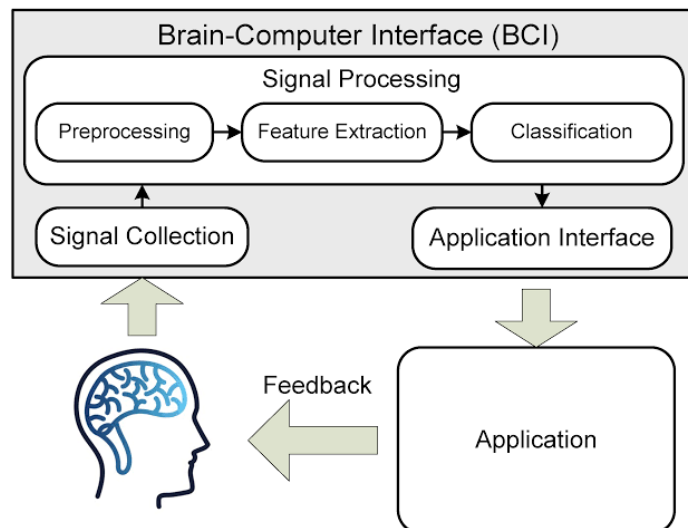 Brain-Computer Interface (BCI)
Signal Processing
Preprocessing
Feature Extraction
Classification
Signal Collection
Application Interface
Feedback
Application